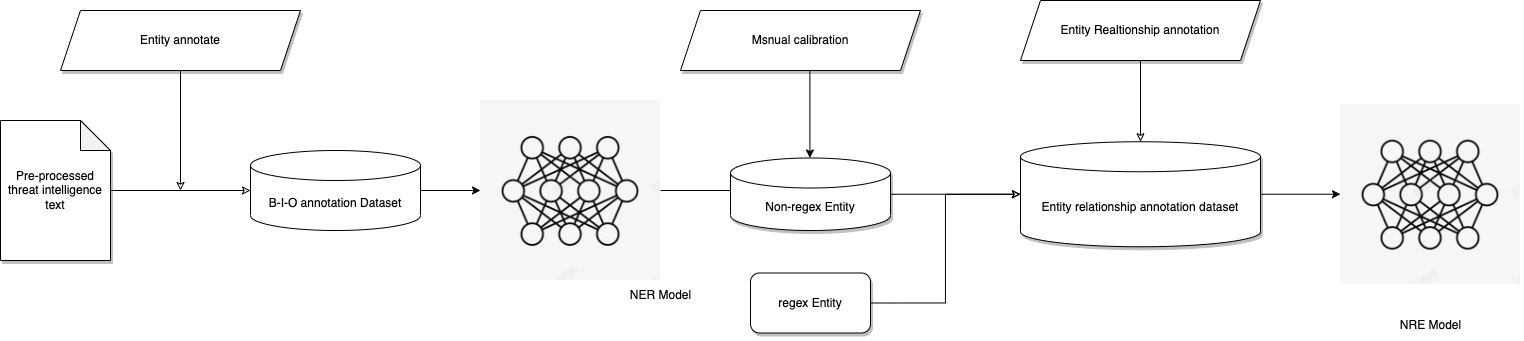 Entity annotate
Msnual calibration
Entity Realtionship annotation
Pre-processed
threat intelligence
text
B-I-O annotation Dataset
Non-regex Entity
Entity relationship annotation dataset
NER Model
regex Entity
NRE Model